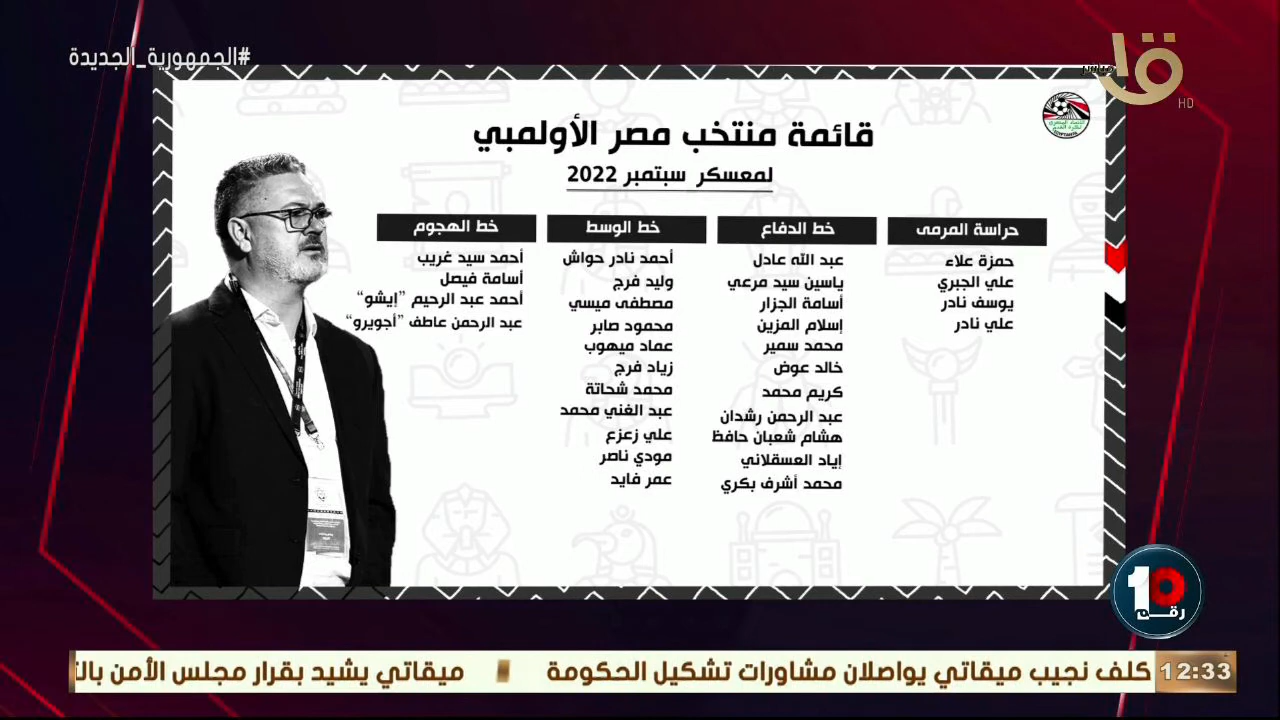 #الجمهورية_الجديدة
مباشر
HD
قائمة منتخب مصر الأولمبي
لمعسكر سبتمبر 2022
حراسة المرمى
حمزة علاء
علي الجبري
يوسف نادر
علي نادر
خط الدفاع
عبد الله عادل
ياسين سيد مرعي
أسامة الجزار
إسلام المزين
محمد سمير
خالد عوض
كريم محمد
عبد الرحمن رشدان
هشام شعبان حافظ
إياد العسقلاني
محمد أشرف بكري
خط الوسط
أحمد نادر حواش
وليد فرج
مصطفى ميسي
محمود صابر
عماد ميهوب
زياد فرج
محمد شحاتة
عبد الغني محمد
علي زعزع
مودي ناصر
عمر فايد
خط الهجوم
أحمد سيد غريب
أسامة فيصل
أحمد عبد الرحيم "إيشو"
عبد الرحمن عاطف "أجويرو"
رقم 10
12:33
كلف نجيب ميقاتي يواصلان مشاورات تشكيل الحكومة
ميقاتي يشيد بقرار مجلس الأمن